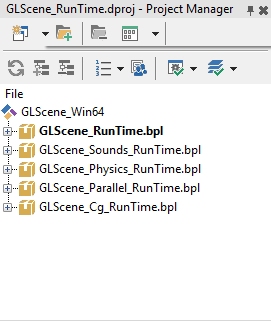 GLScene_RunTime.dproj - Project Manager
File
GLScene_Win64
GLScene_RunTime.bpl
GLScene_Sounds_RunTime.bpl
GLScene_Physics_RunTime.bpl
GLScene_Parallel_RunTime.bpl
GLScene_Cg_RunTime.bpl